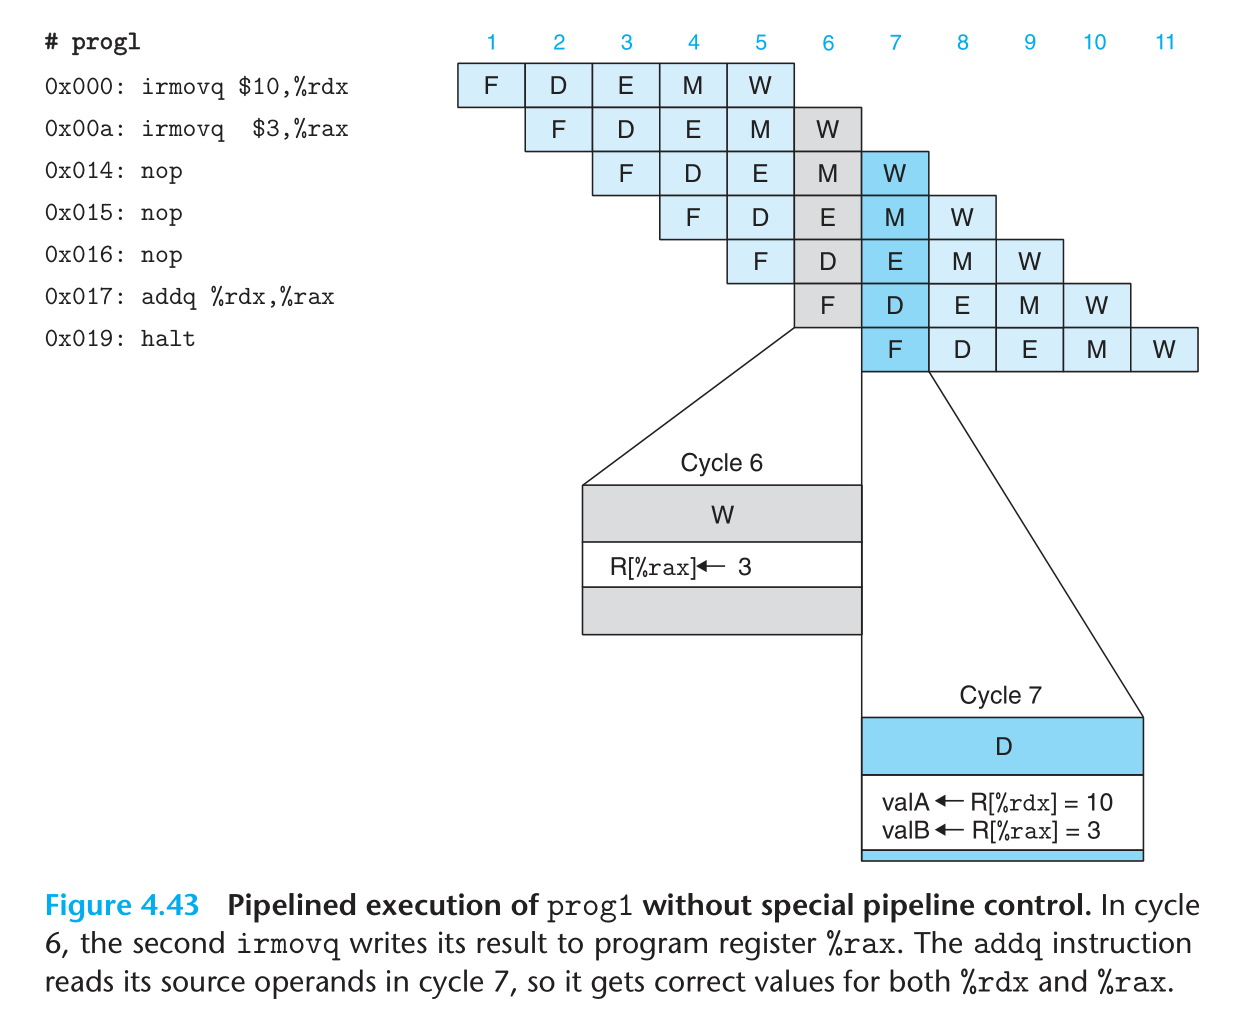 # prog1 1 2 3 4 5 6 7 8 9 10 11
0x000: irmovq $10,%rdx F D E M W
0x00a: irmovq  $3,%rax F D E M W
0x014: nop F D E M W
0x015: nop F D E M W
0x016: nop F D E M W
0x017: addq %rdx,%rax F D E M W
0x019: halt F D E M W
Cycle 6
W
R[%rax]← 3
Cycle 7
D
valA ← R[%rdx] = 10
valB ← R[%rax] = 3
Figure 4.43 Pipelined execution of prog1 without special pipeline control. In cycle
6, the second irmovq writes its result to program register %rax. The addq instruction
reads its source operands in cycle 7, so it gets correct values for both %rdx and %rax.